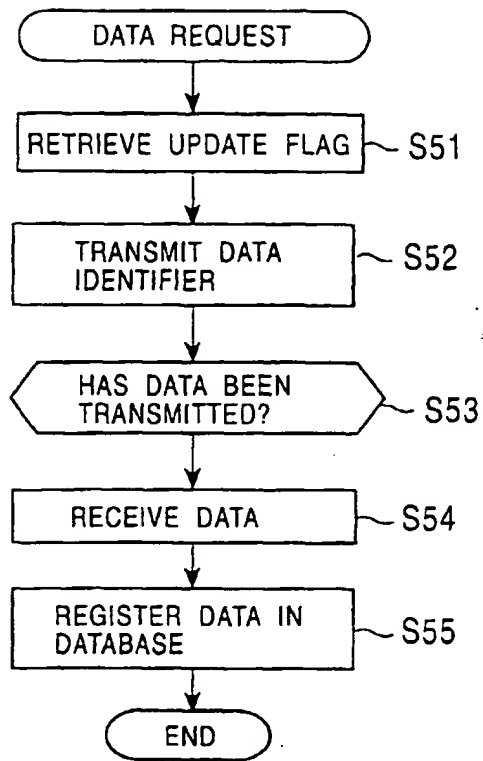 DATA REQUEST
RETRIEVE UPDATE FLAG
S51
TRANSMIT DATA
IDENTIFIER
S52
HAS DATA BEEN
TRANSMITTED?
S53
RECEIVE DATA
S54
REGISTER DATA IN
DATABASE
S55
END